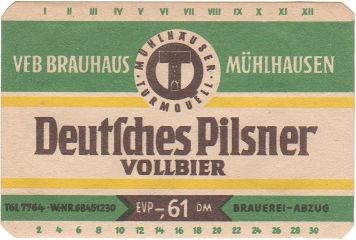 I II III IV V VI VII VIII IX X XI XII
MÜHLHÄUSER
VEB BRAUHAUS T MÜHLHAUSEN
TURMQUELL
Deutſches Pilsner
VOLLBIER
TGL 7764 · W-NR. 68451230 EVP -,61 DM BRAUEREI-ABZUG
2 4 6 8 10 12 14 16 18 20 22 24 26 28 30